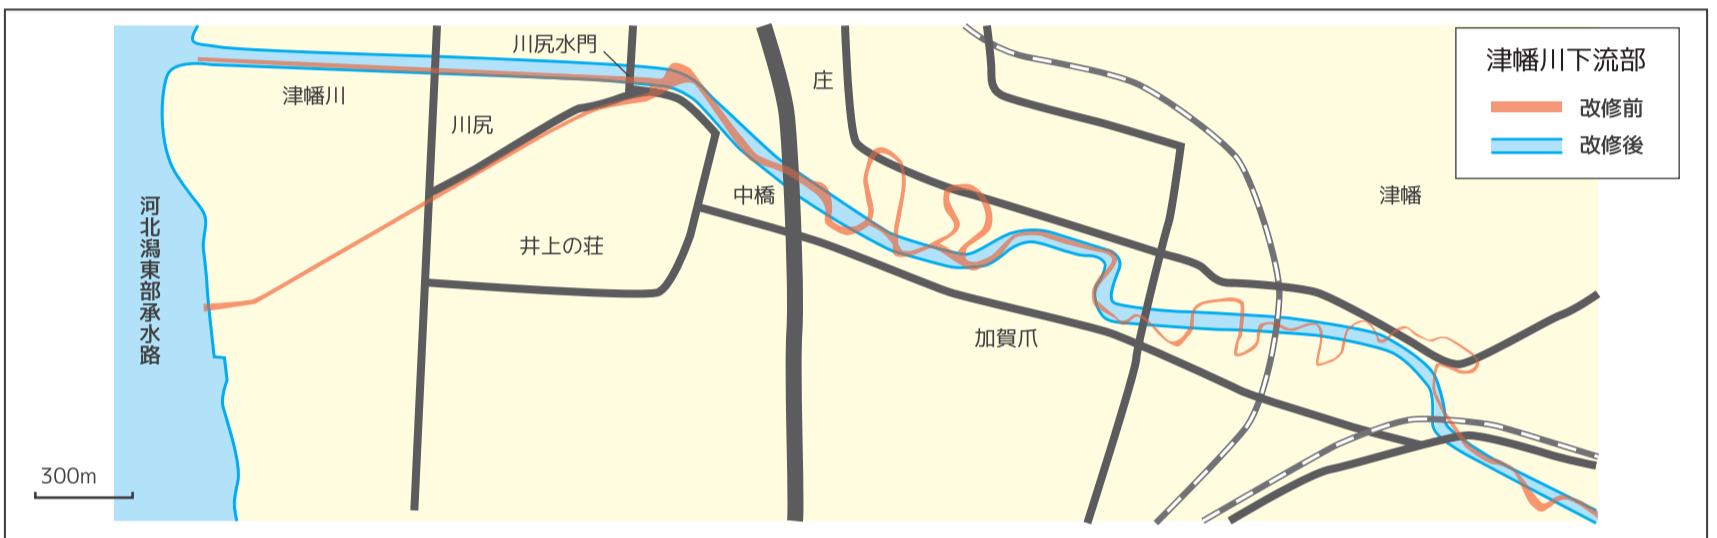 津幡川下流部
改修前
改修後
川尻水門
庄
津幡川
川尻
中橋
津幡
井上の荘
加賀爪
河北潟東部承水路
300m